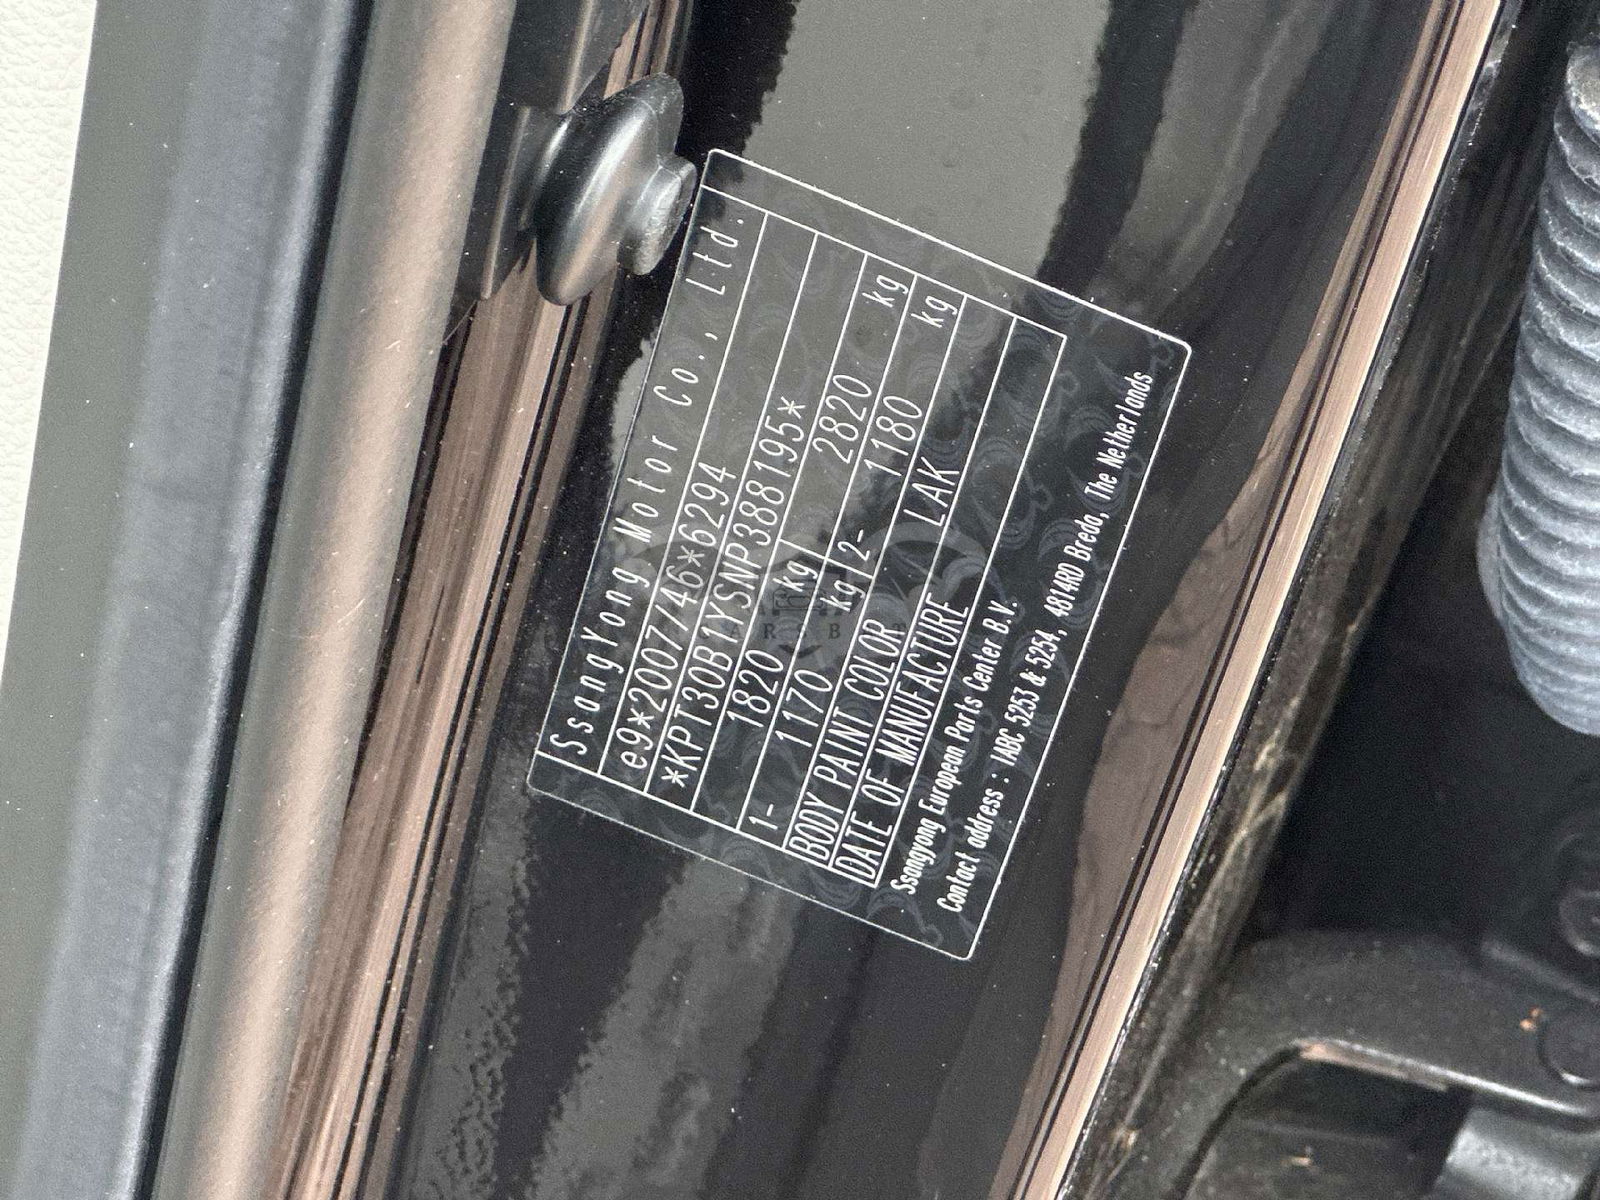 SsangYong Motor Co., Ltd.
e9*2007/46*6294
*KPT30B1YSNP388195*
1820 kg 2820 kg
1- 1170 kg 2- 1180 kg
BODY PAINT COLOR LAK
DATE OF MANUFACTURE
Ssangyong European Parts Center B.V.
Contact address : IABC 5253 & 5254, 4814RD Breda, The Netherlands